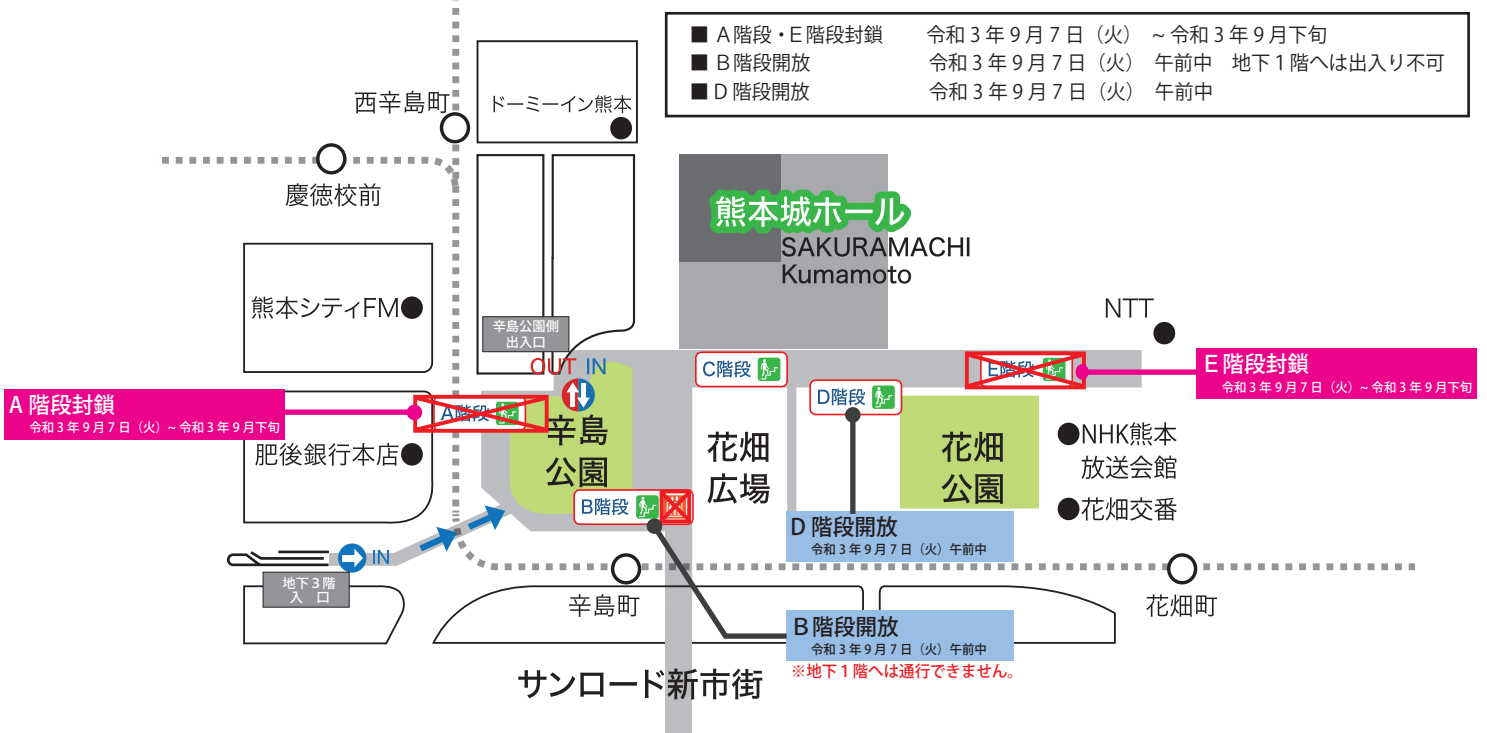 ■ A階段・E階段封鎖　令和3年9月7日（火） ~ 令和3年9月下旬
■ B階段開放　令和3年9月7日（火） 午前中　地下1階へは出入り不可
■ D階段開放　令和3年9月7日（火） 午前中
西辛島町
ドーミーイン熊本
慶徳校前
熊本城ホール
SAKURAMACHI
Kumamoto
熊本シティFM
辛島公園側
出入口
NTT
OUT IN
C階段
E階段
E階段封鎖
令和3年9月7日（火）~ 令和3年9月下旬
A階段封鎖
令和3年9月7日（火）~ 令和3年9月下旬
A階段
D階段
辛島
公園
花畑
広場
花畑
公園
NHK熊本
放送会館
肥後銀行本店
B階段
花畑交番
D階段開放
令和3年9月7日（火）午前中
IN
地下3階
入　口
辛島町
花畑町
B階段開放
令和3年9月7日（火）午前中
※地下1階へは通行できません。
サンロード新市街